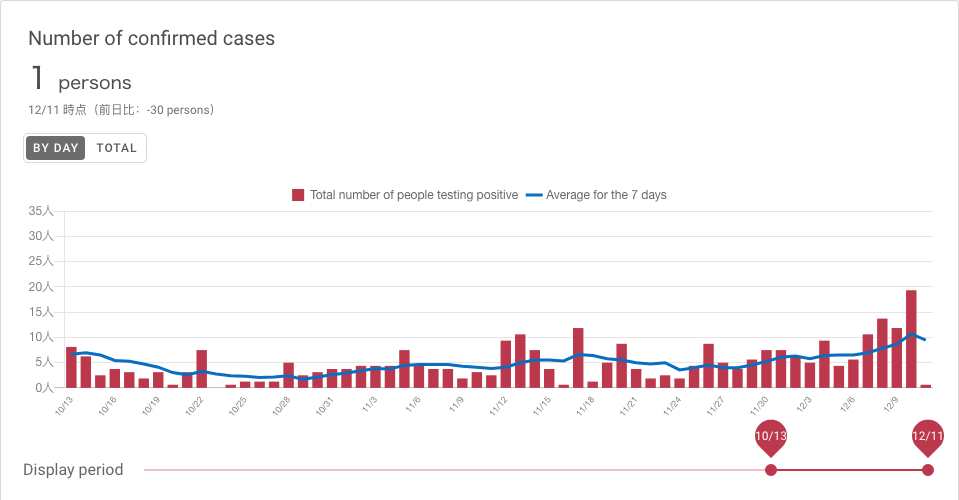 Number of confirmed cases
1 persons
12/11 時点（前日比：-30 persons）
BY DAY TOTAL
Total number of people testing positive Average for the 7 days
35人
30人
25人
20人
15人
10人
5人
0人
10/13 10/16 10/19 10/22 10/25 10/28 10/31 11/3 11/6 11/9 11/12 11/15 11/18 11/21 11/24 11/27 11/30 12/3 12/6 12/9
10/13 12/11
Display period